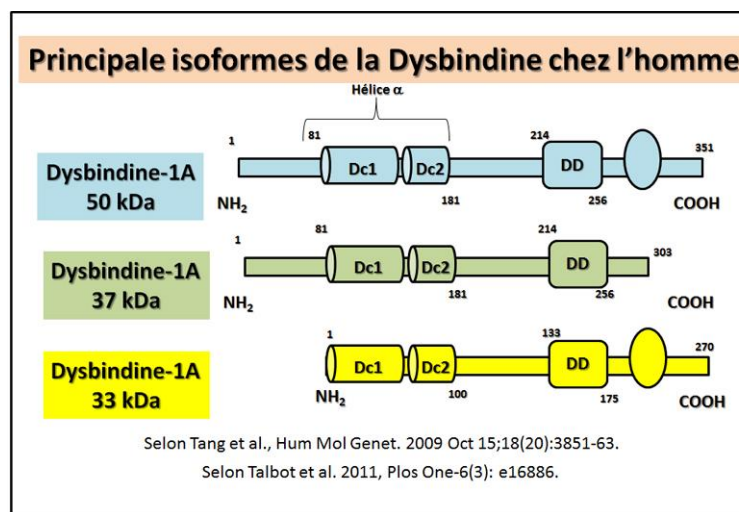 Principale isoformes de la Dysbindine chez l'homme
Hélice α
1 81 214 351
Dysbindine-1A
50 kDa
Dc1 Dc2 DD
NH2 181 256 COOH
1 81 214 303
Dysbindine-1A
37 kDa
Dc1 Dc2 DD
NH2 181 256 COOH
1 133 270
Dysbindine-1A
33 kDa
Dc1 Dc2 DD
NH2 100 175 COOH
Selon Tang et al., Hum Mol Genet. 2009 Oct 15;18(20):3851-63.
Selon Talbot et al. 2011, Plos One-6(3): e16886.